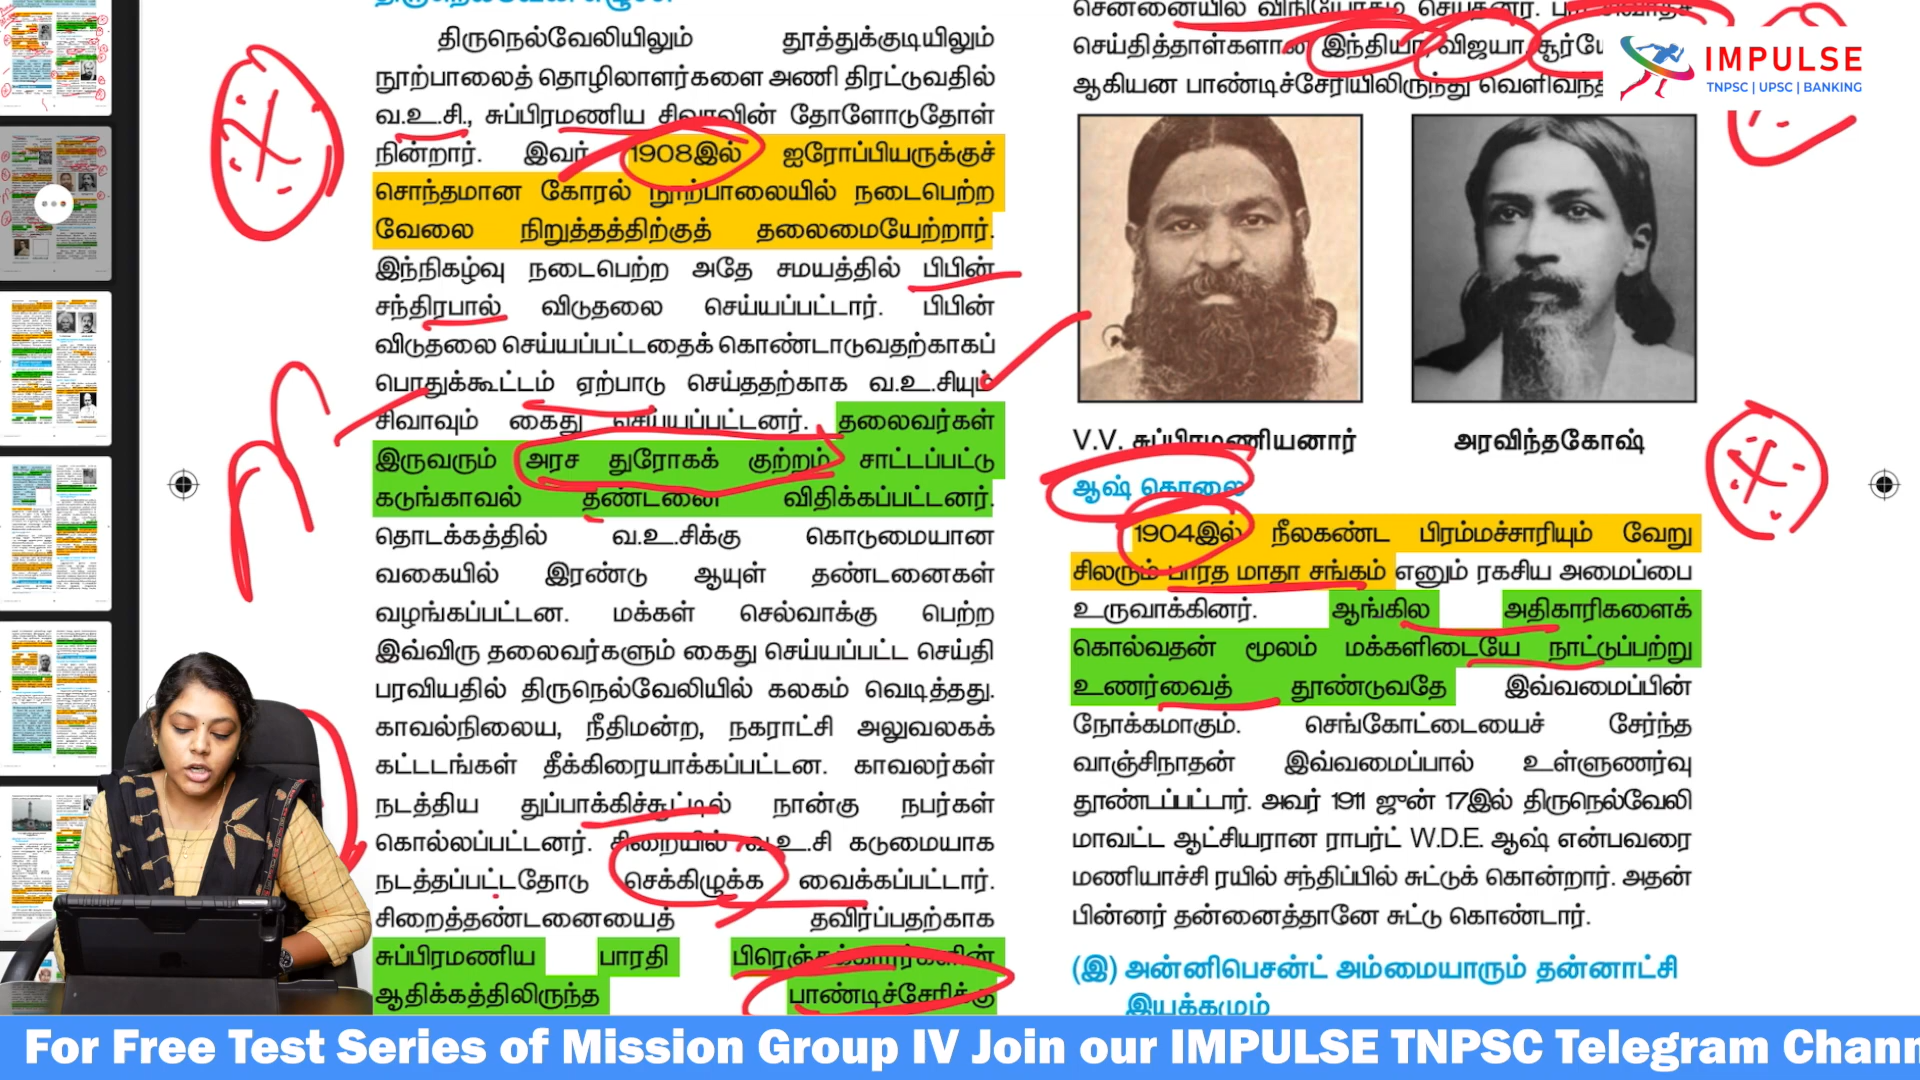 திருநெல்வேலியிலும் தூத்துக்குடியிலும்
நூற்பாலைத் தொழிலாளர்களை அணி திரட்டுவதில்
வ.உ.சி., சுப்பிரமணிய சிவாவின் தோளோடுதோள்
நின்றார். இவர் 1908இல் ஐரோப்பியருக்குச்
சொந்தமான கோரல் நூற்பாலையில் நடைபெற்ற
வேலை நிறுத்தத்திற்குத் தலைமையேற்றார்.
இந்நிகழ்வு நடைபெற்ற அதே சமயத்தில் பிபின்
சந்திரபால் விடுதலை செய்யப்பட்டார். பிபின்
விடுதலை செய்யப்பட்டதைக் கொண்டாடுவதற்காகப்
பொதுக்கூட்டம் ஏற்பாடு செய்ததற்காக வ.உ.சியும்
சிவாவும் கைது செய்யப்பட்டனர். தலைவர்கள்
இருவரும் அரச துரோகக் குற்றம் சாட்டப்பட்டு
கடுங்காவல் தண்டனை விதிக்கப்பட்டனர்.
தொடக்கத்தில் வ.உ.சிக்கு கொடுமையான
வகையில் இரண்டு ஆயுள் தண்டனைகள்
வழங்கப்பட்டன. மக்கள் செல்வாக்கு பெற்ற
இவ்விரு தலைவர்களும் கைது செய்யப்பட்ட செய்தி
பரவியதில் திருநெல்வேலியில் கலகம் வெடித்தது.
காவல்நிலைய, நீதிமன்ற, நகராட்சி அலுவலகக்
கட்டடங்கள் தீக்கிரையாக்கப்பட்டன. காவலர்கள்
நடத்திய துப்பாக்கிச்சூட்டில் நான்கு நபர்கள்
கொல்லப்பட்டனர். சிறையில் வ.உ.சி கடுமையாக
நடத்தப்பட்டதோடு செக்கிழுக்க வைக்கப்பட்டார்.
சிறைத்தண்டனையைத் தவிர்ப்பதற்காக
சுப்பிரமணிய பாரதி பிரெஞ்சுக்காரர்களின்
ஆதிக்கத்திலிருந்த பாண்டிச்சேரிக்கு
சென்னையில் விநியோகம் செய்தனர்.
செய்தித்தாள்களான இந்தியா, விஜயா,
ஆகியன பாண்டிச்சேரியிலிருந்து
IMPULSE
TNPSC | UPSC | BANKING
V.V. சுப்பிரமணியனார் அரவிந்தகோஷ்
ஆஷ் கொலை
1904இல் நீலகண்ட பிரம்மச்சாரியும் வேறு
சிலரும் பாரத மாதா சங்கம் எனும் ரகசிய அமைப்பை
உருவாக்கினர். ஆங்கில அதிகாரிகளைக்
கொல்வதன் மூலம் மக்களிடையே நாட்டுப்பற்று
உணர்வைத் தூண்டுவதே இவ்வமைப்பின்
நோக்கமாகும். செங்கோட்டையைச் சேர்ந்த
வாஞ்சிநாதன் இவ்வமைப்பால் உள்ளுணர்வு
தூண்டப்பட்டார். அவர் 1911 ஜுன் 17இல் திருநெல்வேலி
மாவட்ட ஆட்சியரான ராபர்ட் W.D.E. ஆஷ் என்பவரை
மணியாச்சி ரயில் சந்திப்பில் சுட்டுக் கொன்றார். அதன்
பின்னர் தன்னைத்தானே சுட்டு கொண்டார்.
(இ) அன்னிபெசன்ட் அம்மையாரும் தன்னாட்சி
இயக்கமும்
For Free Test Series of Mission Group IV Join our IMPULSE TNPSC Telegram Chann